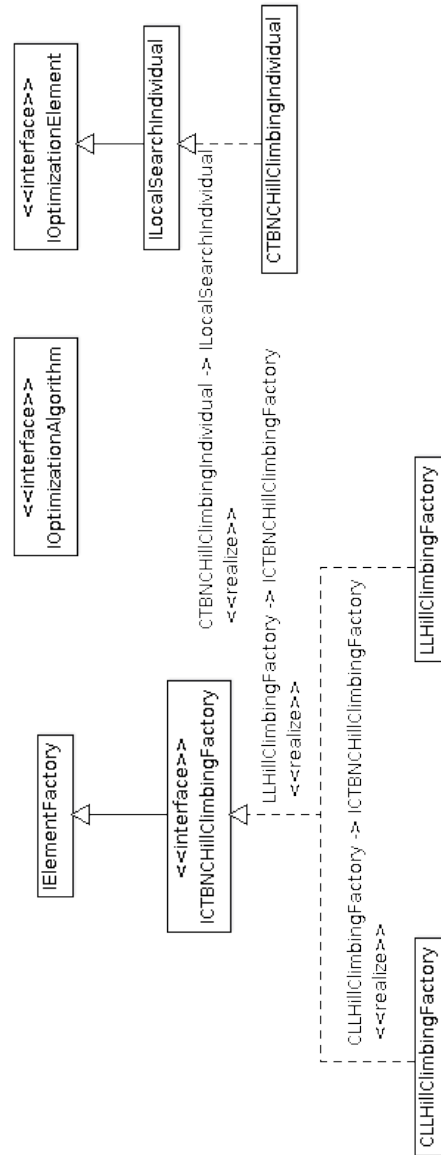 IElementFactory
<<interface>>
IOptimizationAlgorithm
<<interface>>
IOptimizationElement
<<interface>>
ICTBNCHillClimbingFactory
ILocalSearchIndividual
CTBNCHillClimbingIndividual -> ILocalSearchIndividual
<<realize>>
CTBNCHillClimbingIndividual
LLHillClimbingFactory -> ICTBNCHillClimbingFactory
<<realize>>
CLLHillClimbingFactory -> ICTBNCHillClimbingFactory
<<realize>>
CLLHillClimbingFactory
LLHillClimbingFactory